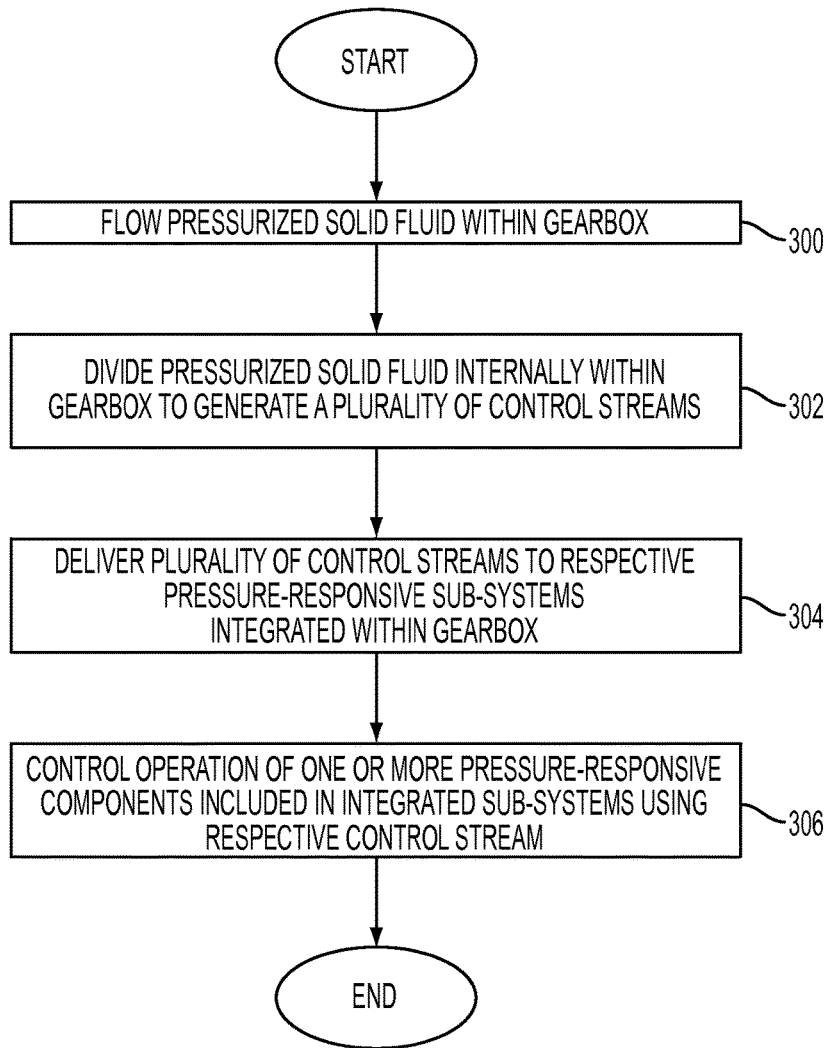 START
FLOW PRESSURIZED SOLID FLUID WITHIN GEARBOX
300
DIVIDE PRESSURIZED SOLID FLUID INTERNALLY WITHIN
GEARBOX TO GENERATE A PLURALITY OF CONTROL STREAMS
302
DELIVER PLURALITY OF CONTROL STREAMS TO RESPECTIVE
PRESSURE-RESPONSIVE SUB-SYSTEMS
INTEGRATED WITHIN GEARBOX
304
CONTROL OPERATION OF ONE OR MORE PRESSURE-RESPONSIVE
COMPONENTS INCLUDED IN INTEGRATED SUB-SYSTEMS USING
RESPECTIVE CONTROL STREAM
306
END